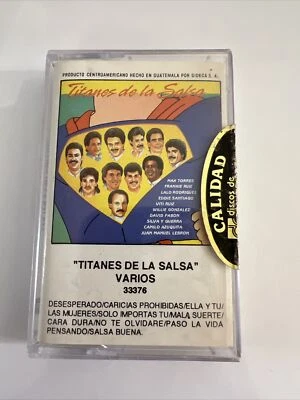 PRODUCTO CENTROAMERICANO HECHO EN GUATEMALA POR DIDECA S. A.
Titanes de la Salsa
MAX TORRES
FRANKIE RUIZ
LALO RODRIGUEZ
EDDIE SANTIAGO
VITI RUIZ
WILLIE GONZALEZ
DAVID PABON
SILVA Y GUERRA
CAMILO AZUQUITA
JUAN MANUEL LEBRON
CALIDAD
discos de
"TITANES DE LA SALSA"
VARIOS
33376
DESESPERADO/CARICIAS PROHIBIDAS/ELLA Y TU/
LAS MUJERES/SOLO IMPORTAS TU/MALA SUERTE/
CARA DURA/NO TE OLVIDARE/PASO LA VIDA
PENSANDO/SALSA BUENA.